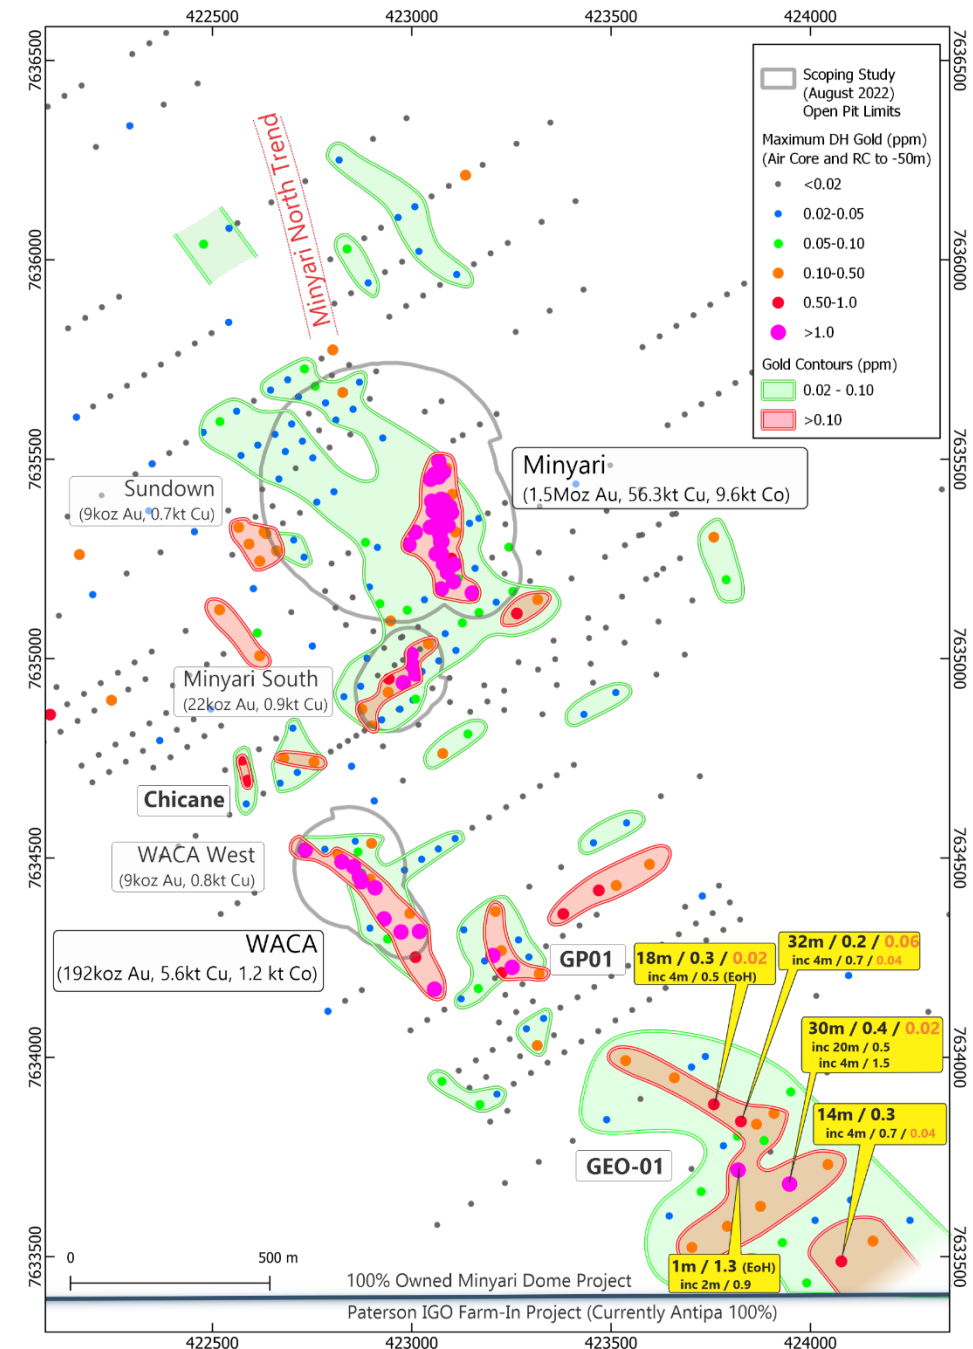 422500 423000 423500 424000
7636500
7636500
Scoping Study
(August 2022)
Open Pit Limits
Maximum DH Gold (ppm)
(Air Core and RC to -50m)
<0.02
0.02-0.05
0.05-0.10
0.10-0.50
0.50-1.0
>1.0
Gold Contours (ppm)
0.02 - 0.10
>0.10
Minyari North Trend
7636000
7636000
7635500
7635500
Minyari
(1.5Moz Au, 56.3kt Cu, 9.6kt Co)
Sundown
(9koz Au, 0.7kt Cu)
7635000
7635000
Minyari South
(22koz Au, 0.9kt Cu)
Chicane
7634500
7634500
WACA West
(9koz Au, 0.8kt Cu)
WACA
(192koz Au, 5.6kt Cu, 1.2 kt Co)
GP01
18m / 0.3 / 0.02
inc 4m / 0.5 (EoH)
32m / 0.2 / 0.06
inc 4m / 0.7 / 0.04
30m / 0.4 / 0.02
inc 20m / 0.5
inc 4m / 1.5
7634000
7634000
14m / 0.3
inc 4m / 0.7 / 0.04
GEO-01
7633500
7633500
1m / 1.3 (EoH)
inc 2m / 0.9
0 500 m
100% Owned Minyari Dome Project
Paterson IGO Farm-In Project (Currently Antipa 100%)
422500 423000 423500 424000